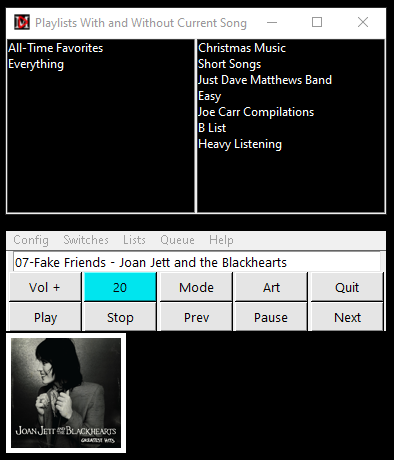 Playlists With and Without Current Song
All-Time Favorites
Everything
Christmas Music
Short Songs
Just Dave Matthews Band
Easy
Joe Carr Compilations
B List
Heavy Listening
Config Switches Lists Queue Help
07-Fake Friends - Joan Jett and the Blackhearts
Vol + 20 Mode Art Quit
Play Stop Prev Pause Next
JOAN JETT AND THE BLACKHEARTS
GREATEST HITS